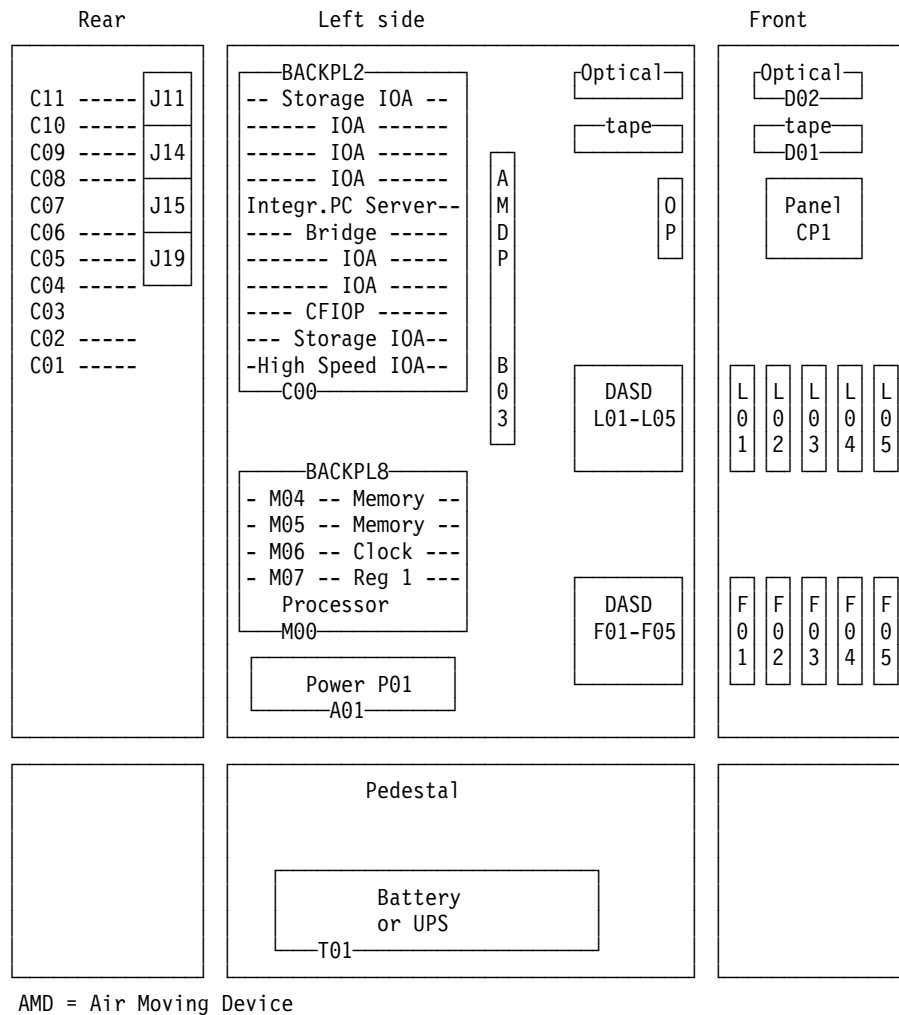 Rear Left side Front
BACKPL2 Optical Optical
C11 ----- J11 -- Storage IOA -- D02
C10 ----- ------ IOA ------ tape tape
C09 ----- J14 ------ IOA ------ D01
C08 ----- ------ IOA ------ A
C07 J15 Integr.PC Server-- M O Panel
C06 ----- ---- Bridge ----- D P CP1
C05 ----- J19 ------- IOA ------ P
C04 ----- ------- IOA ------
C03 ---- CFIOP ------
C02 ----- --- Storage IOA--
C01 ----- -High Speed IOA-- B
C00 0 DASD L L L L L
3 L01-L05 0 0 0 0 0
1 2 3 4 5
BACKPL8
- M04 -- Memory --
- M05 -- Memory --
- M06 -- Clock ---
- M07 -- Reg 1 ---
Processor DASD F F F F F
M00 F01-F05 0 0 0 0 0
1 2 3 4 5
Power P01
A01
Pedestal
Battery
or UPS
T01
AMD = Air Moving Device